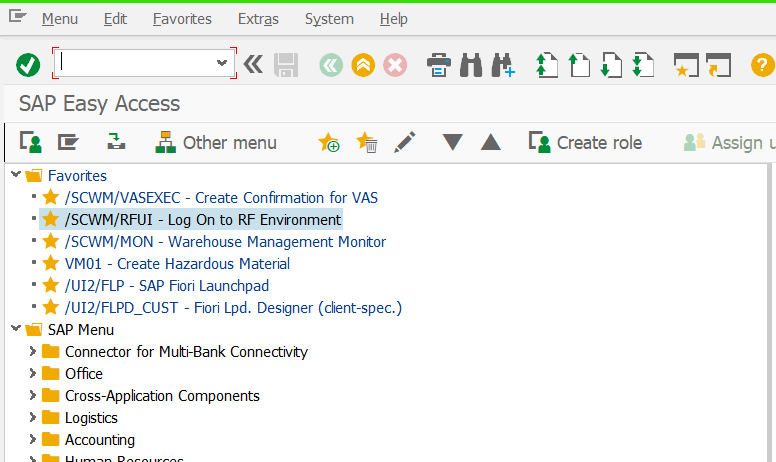 Menu Edit Favorites Extras System Help
SAP Easy Access
Other menu Create role Assign u
Favorites
/SCWM/VASEXEC - Create Confirmation for VAS
/SCWM/RFUI - Log On to RF Environment
/SCWM/MON - Warehouse Management Monitor
VM01 - Create Hazardous Material
/UI2/FLP - SAP Fiori Launchpad
/UI2/FLPD_CUST - Fiori Lpd. Designer (client-spec.)
SAP Menu
Connector for Multi-Bank Connectivity
Office
Cross-Application Components
Logistics
Accounting
Human Resources